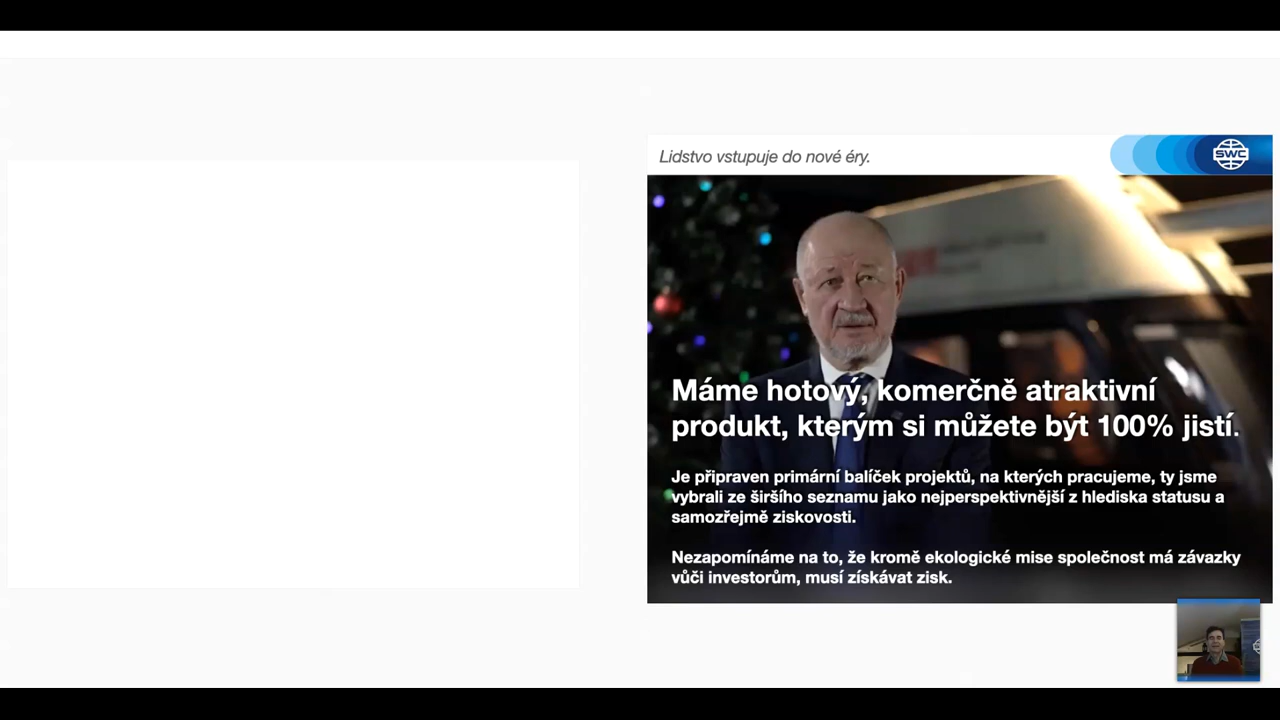 Lidstvo vstupuje do nové éry.
SWC
Máme hotový, komerčně atraktivní
produkt, kterým si můžete být 100% jistí.
Je připraven primární balíček projektů, na kterých pracujeme, ty jsme
vybrali ze širšího seznamu jako nejperspektivnější z hlediska statusu a
samozřejmě ziskovosti.
Nezapomínáme na to, že kromě ekologické mise společnost má závazky
vůči investorům, musí získávat zisk.